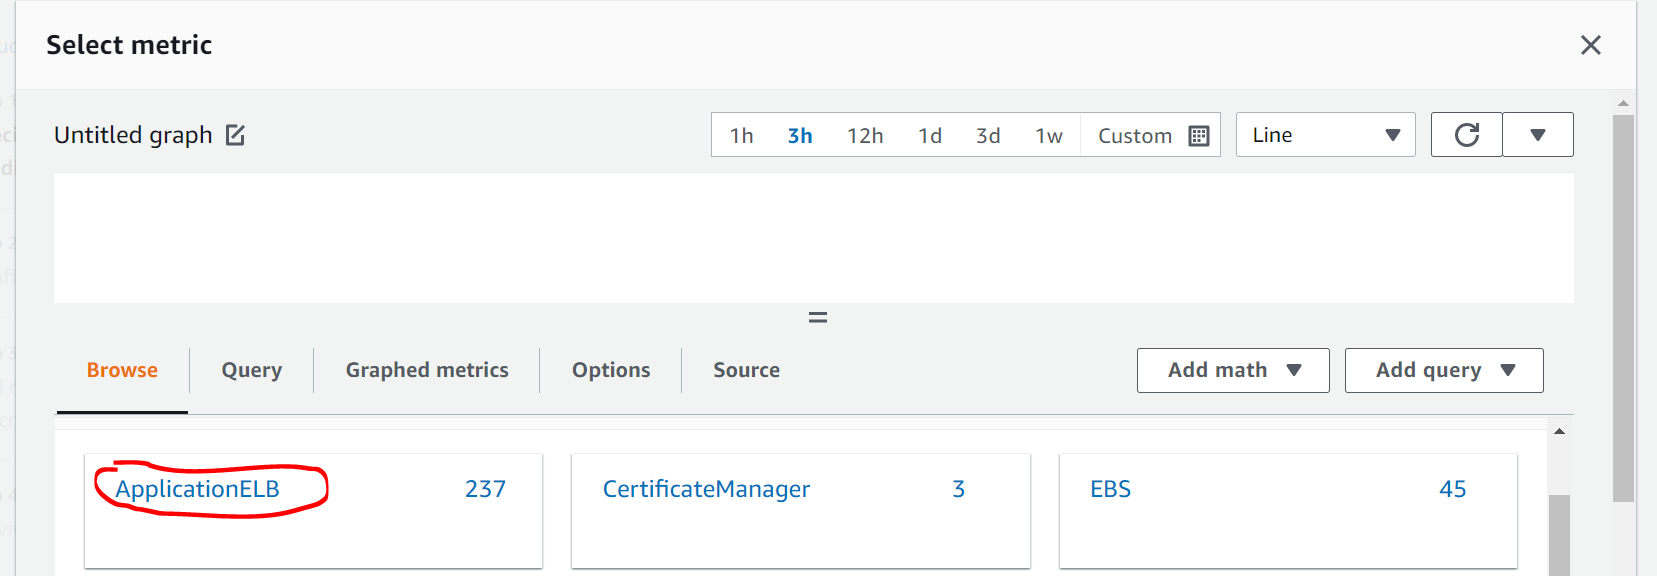 Select metric
Untitled graph
1h 3h 12h 1d 3d 1w Custom Line
Browse Query Graphed metrics Options Source Add math Add query
ApplicationELB 237 CertificateManager 3 EBS 45